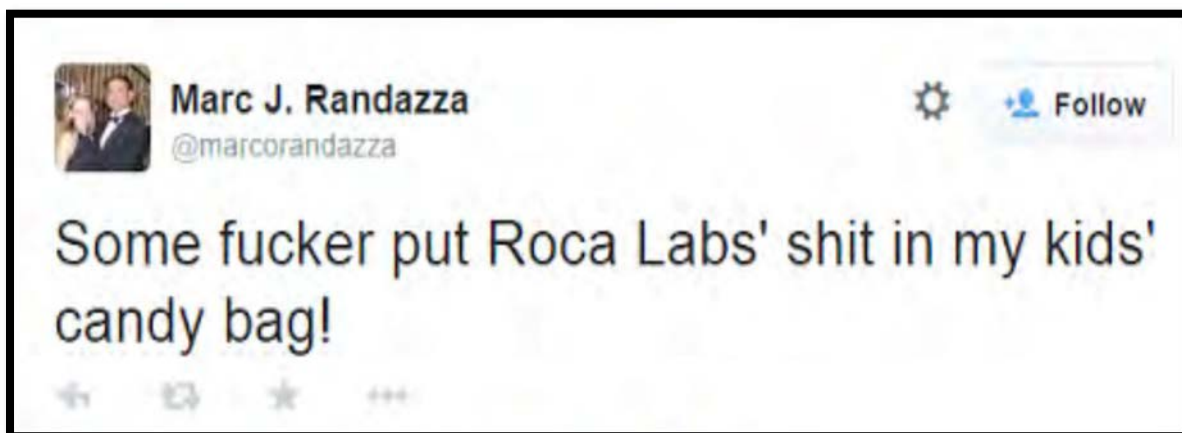 Marc J. Randazza
Follow
@marcorandazza
Some fucker put Roca Labs' shit in my kids'
candy bag!